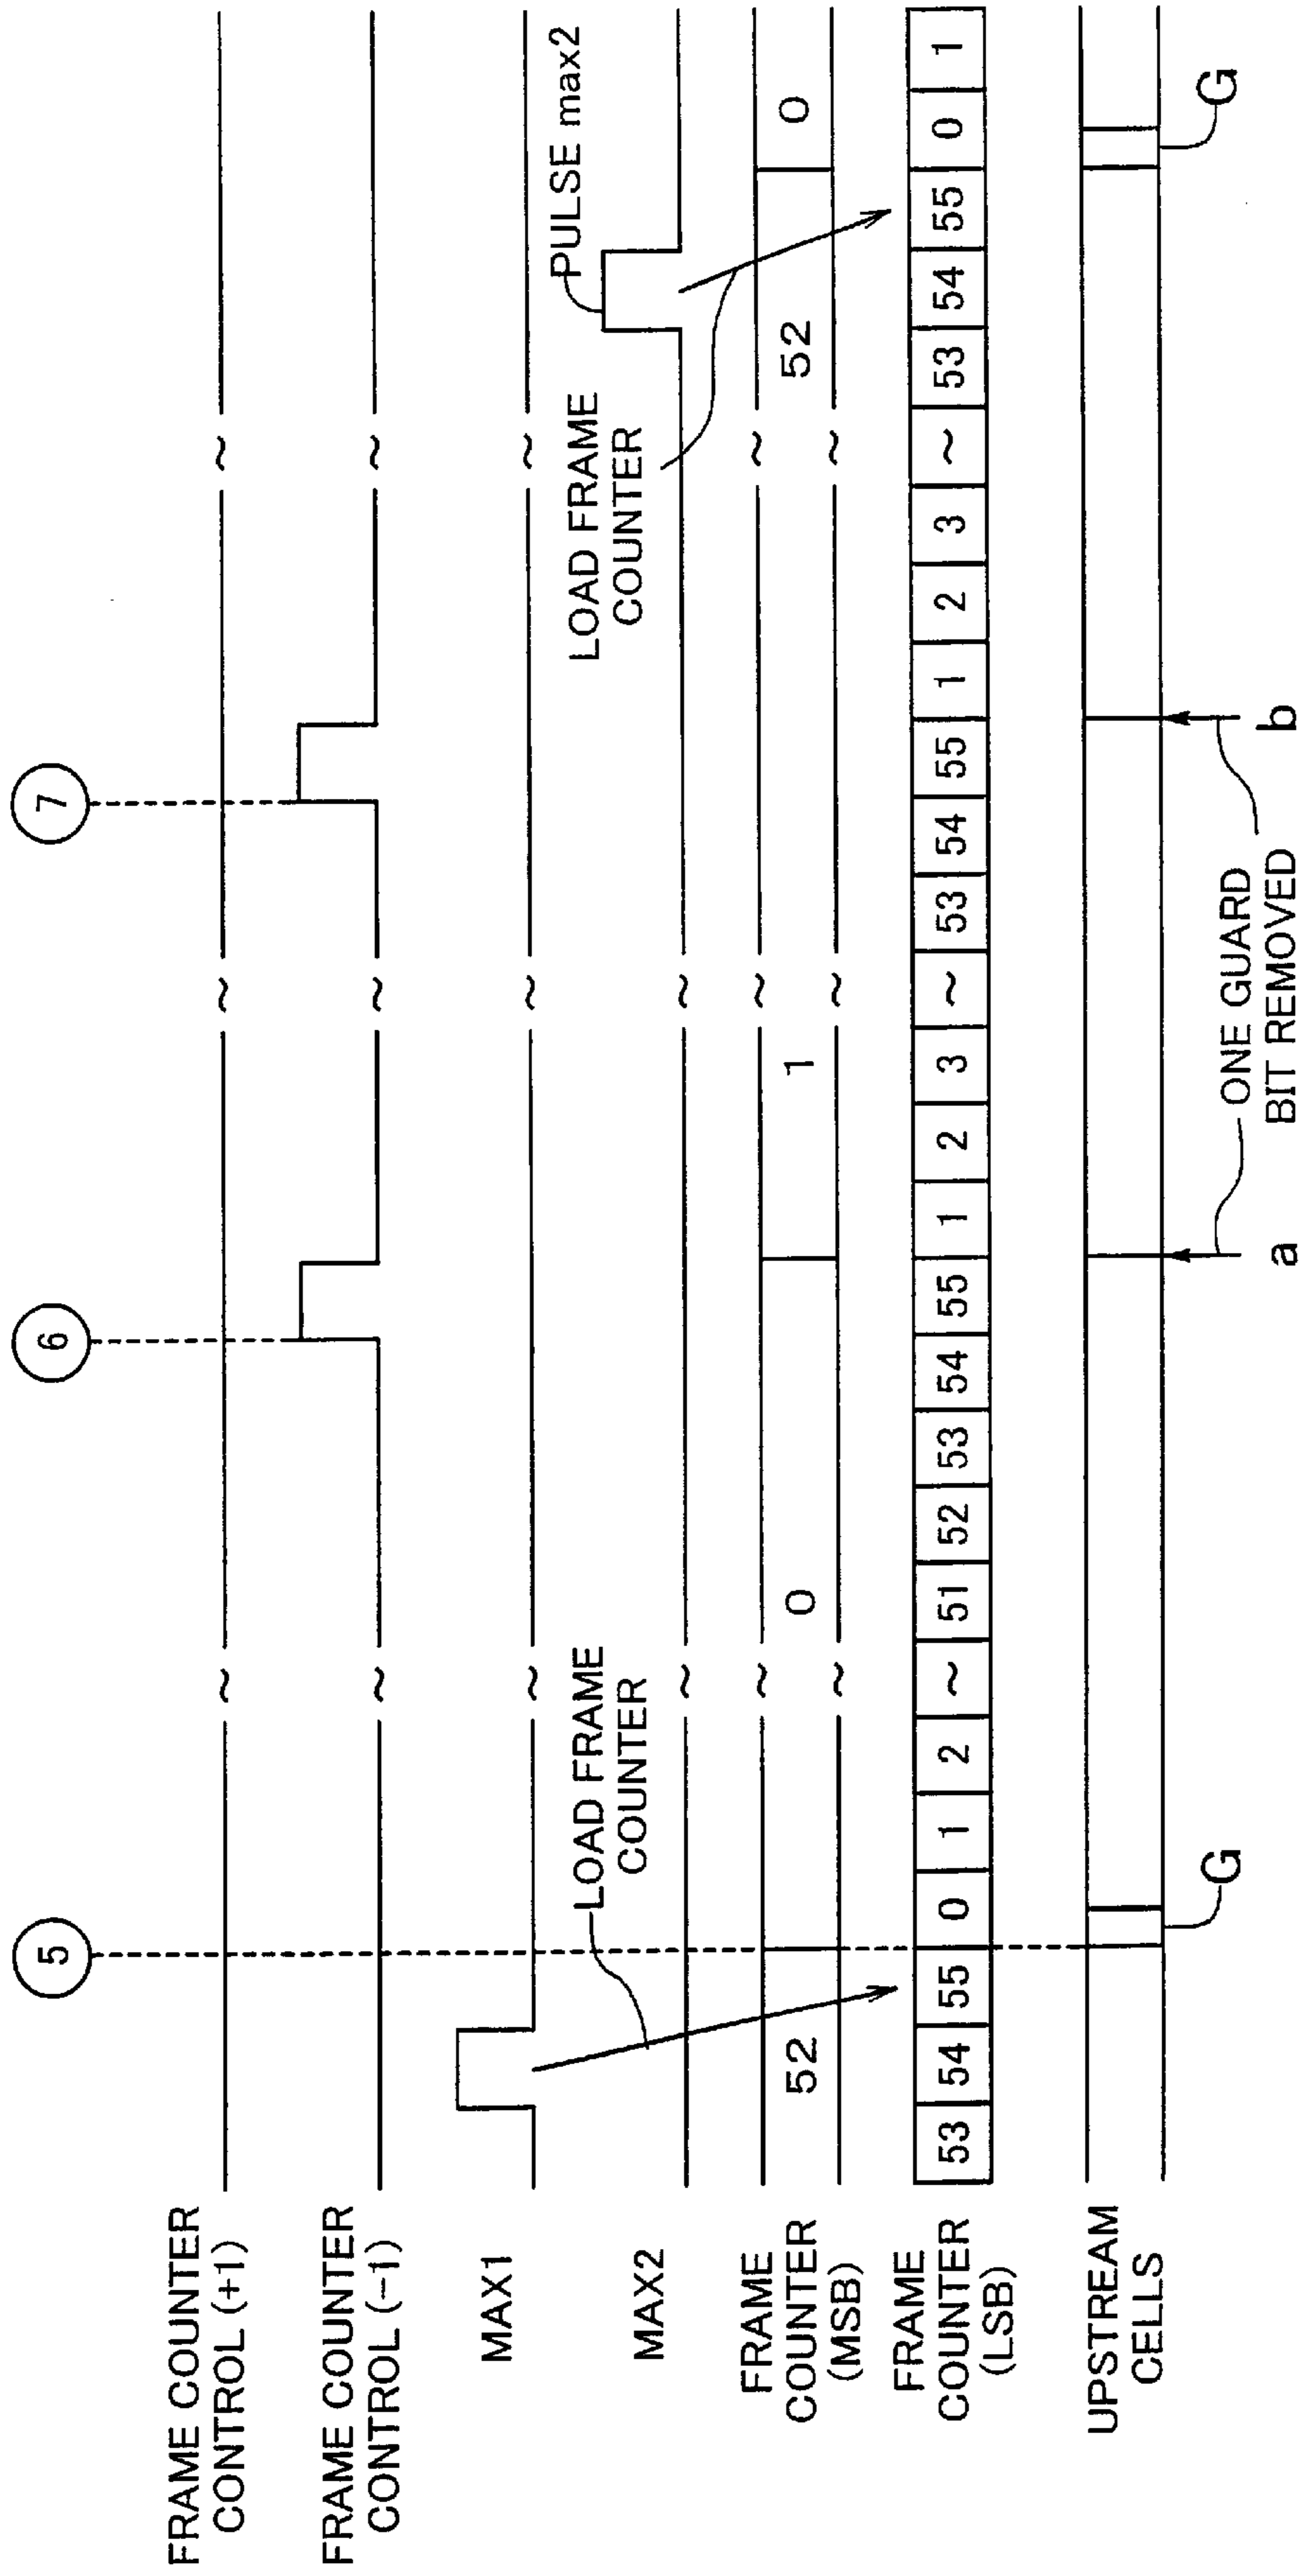 5
6
7
FRAME COUNTER
CONTROL (+1)
~ ~ ~
FRAME COUNTER
CONTROL (−1)
~ ~ ~
MAX1
~ ~ ~
LOAD FRAME
COUNTER
MAX2
~ ~
LOAD FRAME
COUNTER
PULSE max2
FRAME
COUNTER
(MSB)
52 ~ 0 ~ 1 ~ 52 0
~ ~ ~
FRAME
COUNTER
(LSB)
53 54 55 0 1 2 ~ 51 52 53 54 55 1 2 3 ~ 53 54 55 1 2 3 ~ 53 54 55 0 1
UPSTREAM
CELLS
G
a
ONE GUARD
BIT REMOVED
b
G